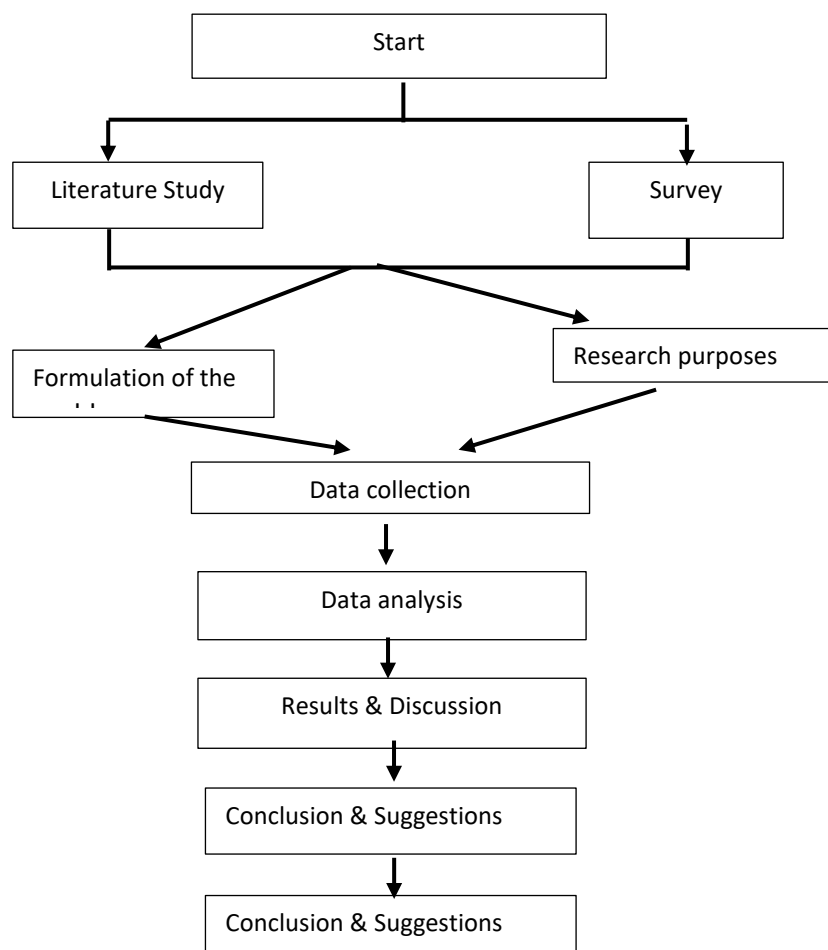 Start
Literature Study
Survey
Research purposes
Formulation of the
Data collection
Data analysis
Results & Discussion
Conclusion & Suggestions
Conclusion & Suggestions